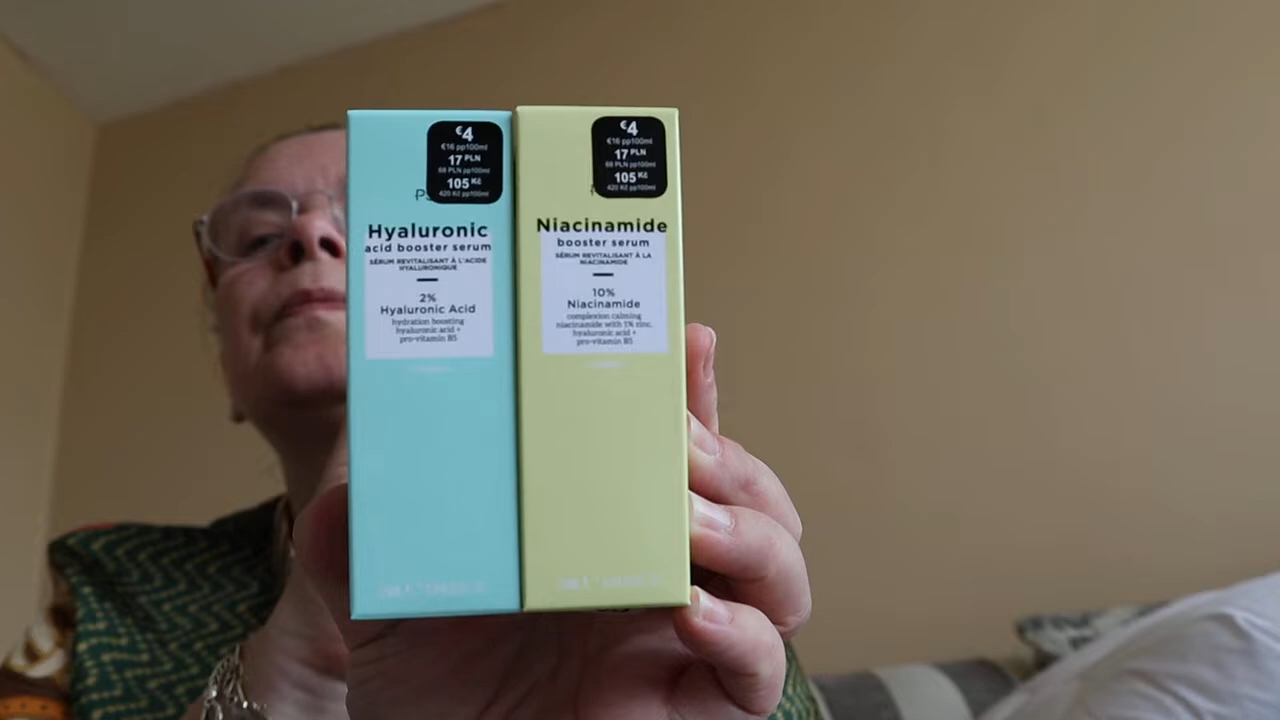 €4
€16 pp100ml
17 PLN
68 PLN pp100ml
105 Kč
420 Kč pp100ml
Hyaluronic
acid booster serum
SÉRUM REVITALISANT À L'ACIDE
HYALURONIQUE
2%
Hyaluronic Acid
hydration boosting
hyaluronic acid +
pro-vitamin B5
€4
€16 pp100ml
17 PLN
68 PLN pp100ml
105 Kč
420 Kč pp100ml
Niacinamide
booster serum
SÉRUM REVITALISANT À LA
NIACINAMIDE
10%
Niacinamide
complexion calming
niacinamide with 1% zinc,
hyaluronic acid +
pro-vitamin B5